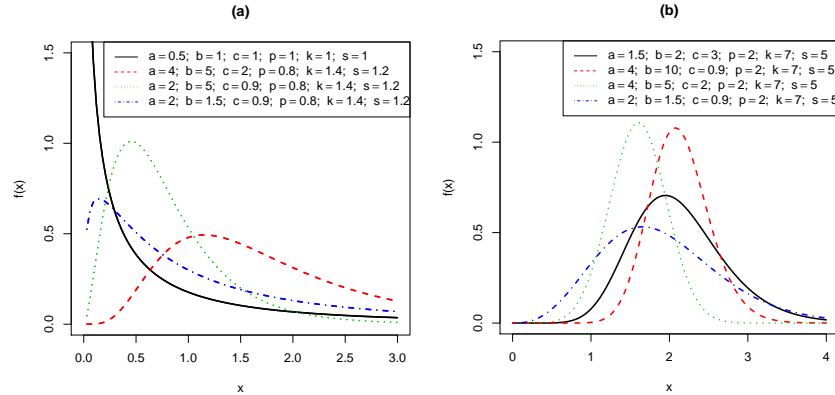 (a)
a=0.5; b=1; c=1; p=1; k=1; s=1
a=4; b=5; c=2; p=0.8; k=1.4; s=1.2
a=2; b=5; c=0.9; p=0.8; k=1.4; s=1.2
a=2; b=1.5; c=0.9; p=0.8; k=1.4; s=1.2
f(x)
1.5
1.0
0.5
0.0
0.0 0.5 1.0 1.5 2.0 2.5 3.0
x
(b)
a=1.5; b=2; c=3; p=2; k=7; s=5
a=4; b=10; c=0.9; p=2; k=7; s=5
a=4; b=5; c=2; p=2; k=7; s=5
a=2; b=1.5; c=0.9; p=2; k=7; s=5
f(x)
1.5
1.0
0.5
0.0
0 1 2 3 4
x